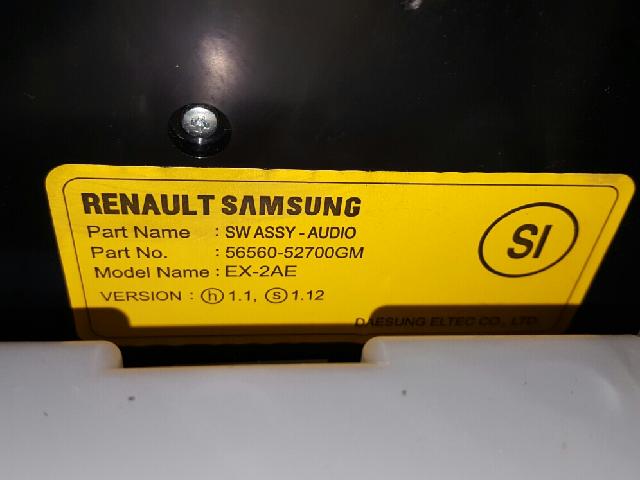 RENAULT SAMSUNG
Part Name : SW ASSY - AUDIO
Part No. : 56560-52700GM
Model Name : EX-2AE
VERSION : ⓗ 1.1, ⓢ 1.12
SI
DAESUNG ELTEC CO., LTD.